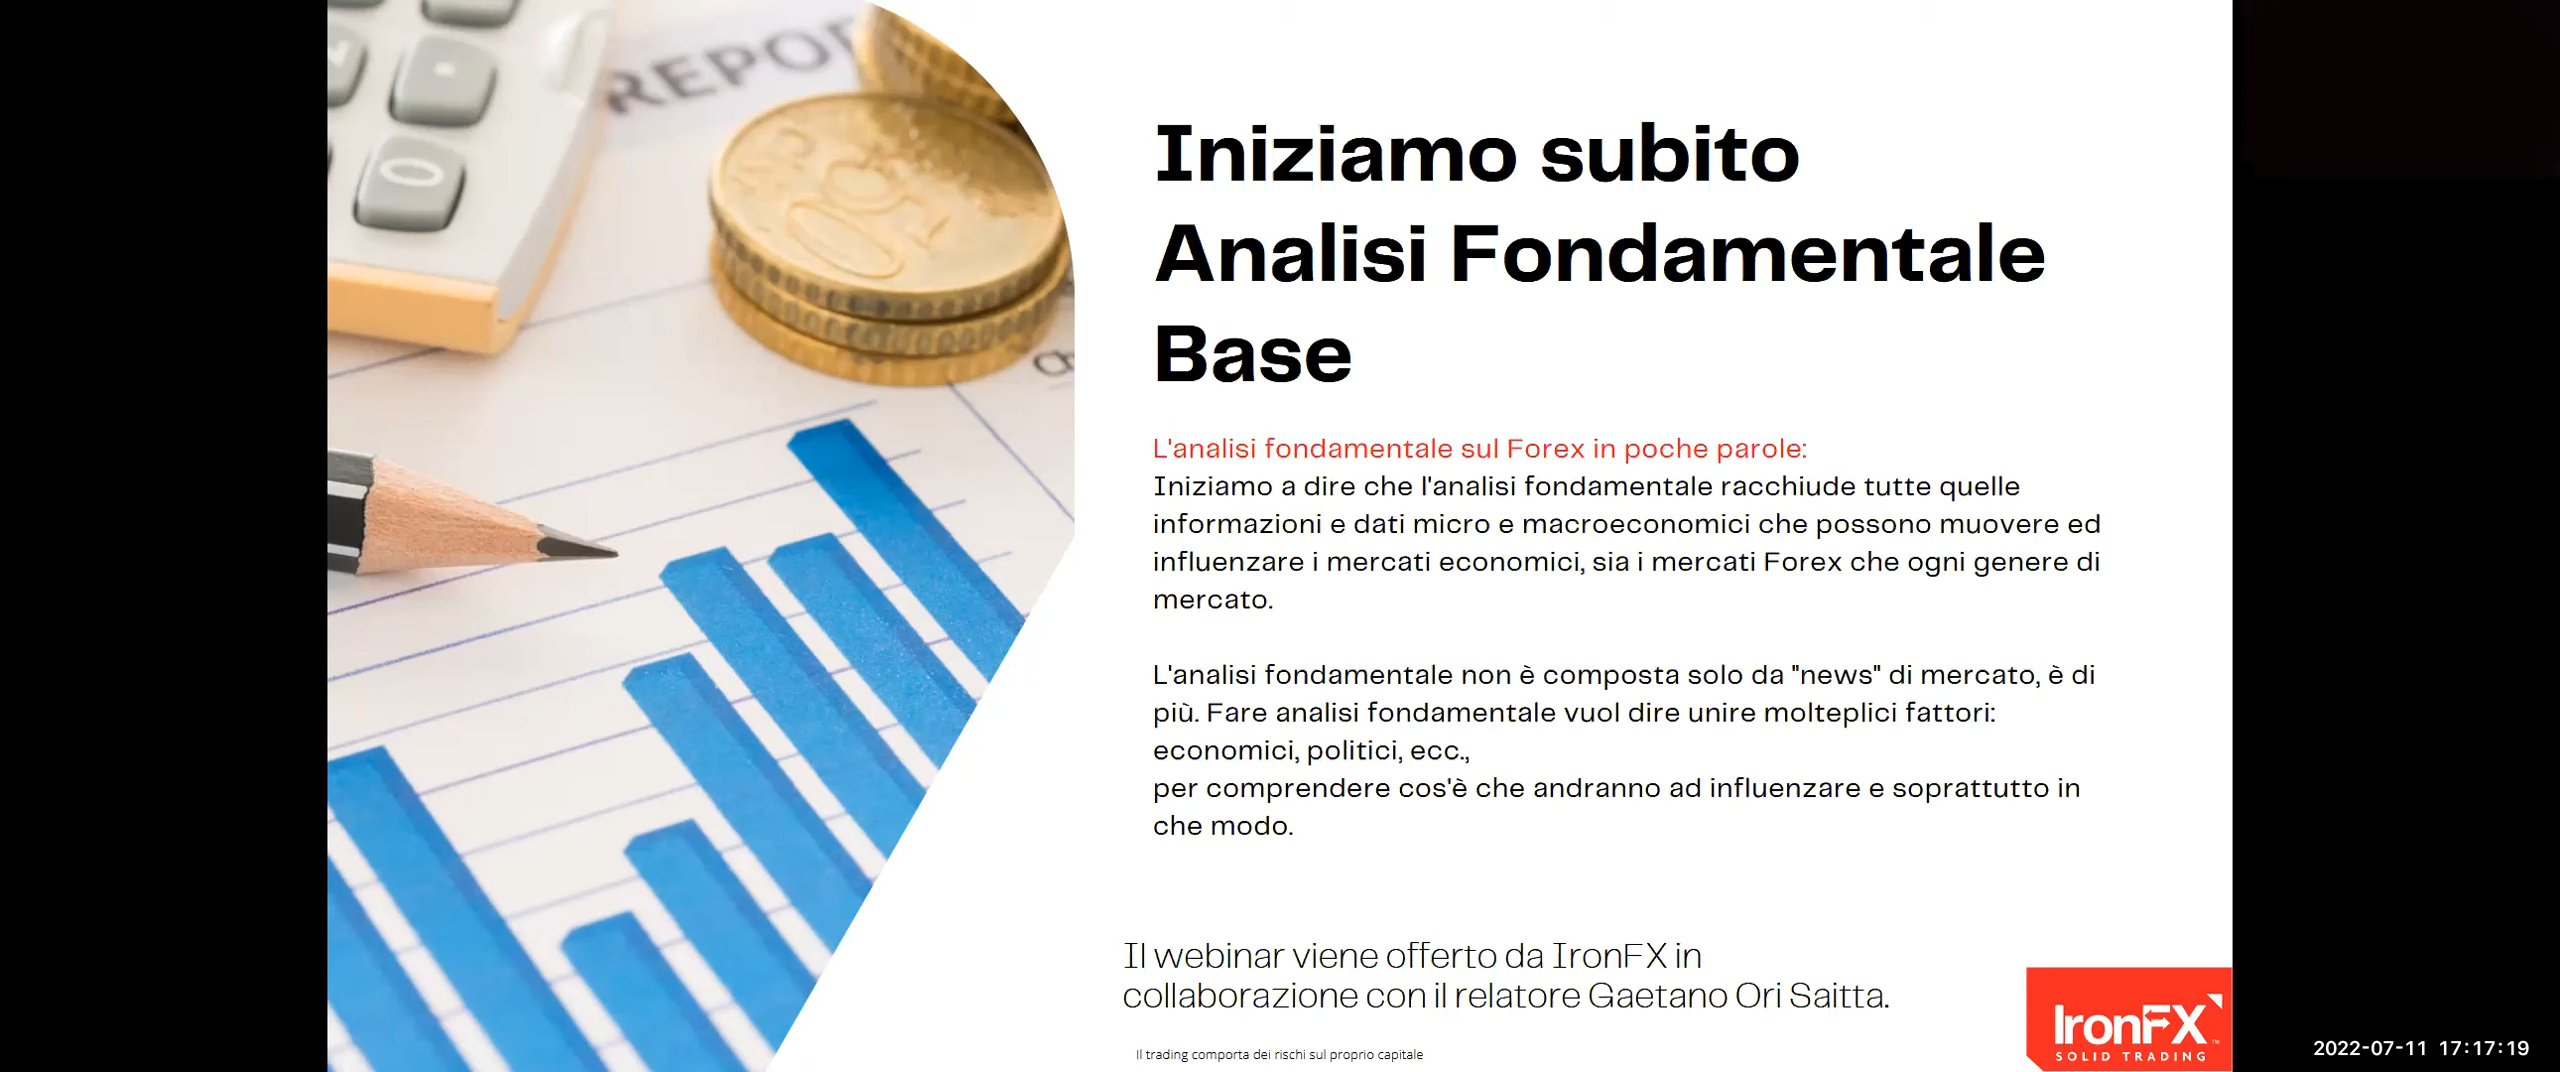 REPO
0
Iniziamo subito
Analisi Fondamentale
Base
L'analisi fondamentale sul Forex in poche parole:
Iniziamo a dire che l'analisi fondamentale racchiude tutte quelle
informazioni e dati micro e macroeconomici che possono muovere ed
influenzare i mercati economici, sia i mercati Forex che ogni genere di
mercato.
L'analisi fondamentale non è composta solo da "news" di mercato, è di
più. Fare analisi fondamentale vuol dire unire molteplici fattori:
economici, politici, ecc.,
per comprendere cos'è che andranno ad influenzare e soprattutto in
che modo.
Il webinar viene offerto da IronFX in
collaborazione con il relatore Gaetano Ori Saitta.
Il trading comporta dei rischi sul proprio capitale
IronFX™
SOLID TRADING
2022-07-11 17:17:19